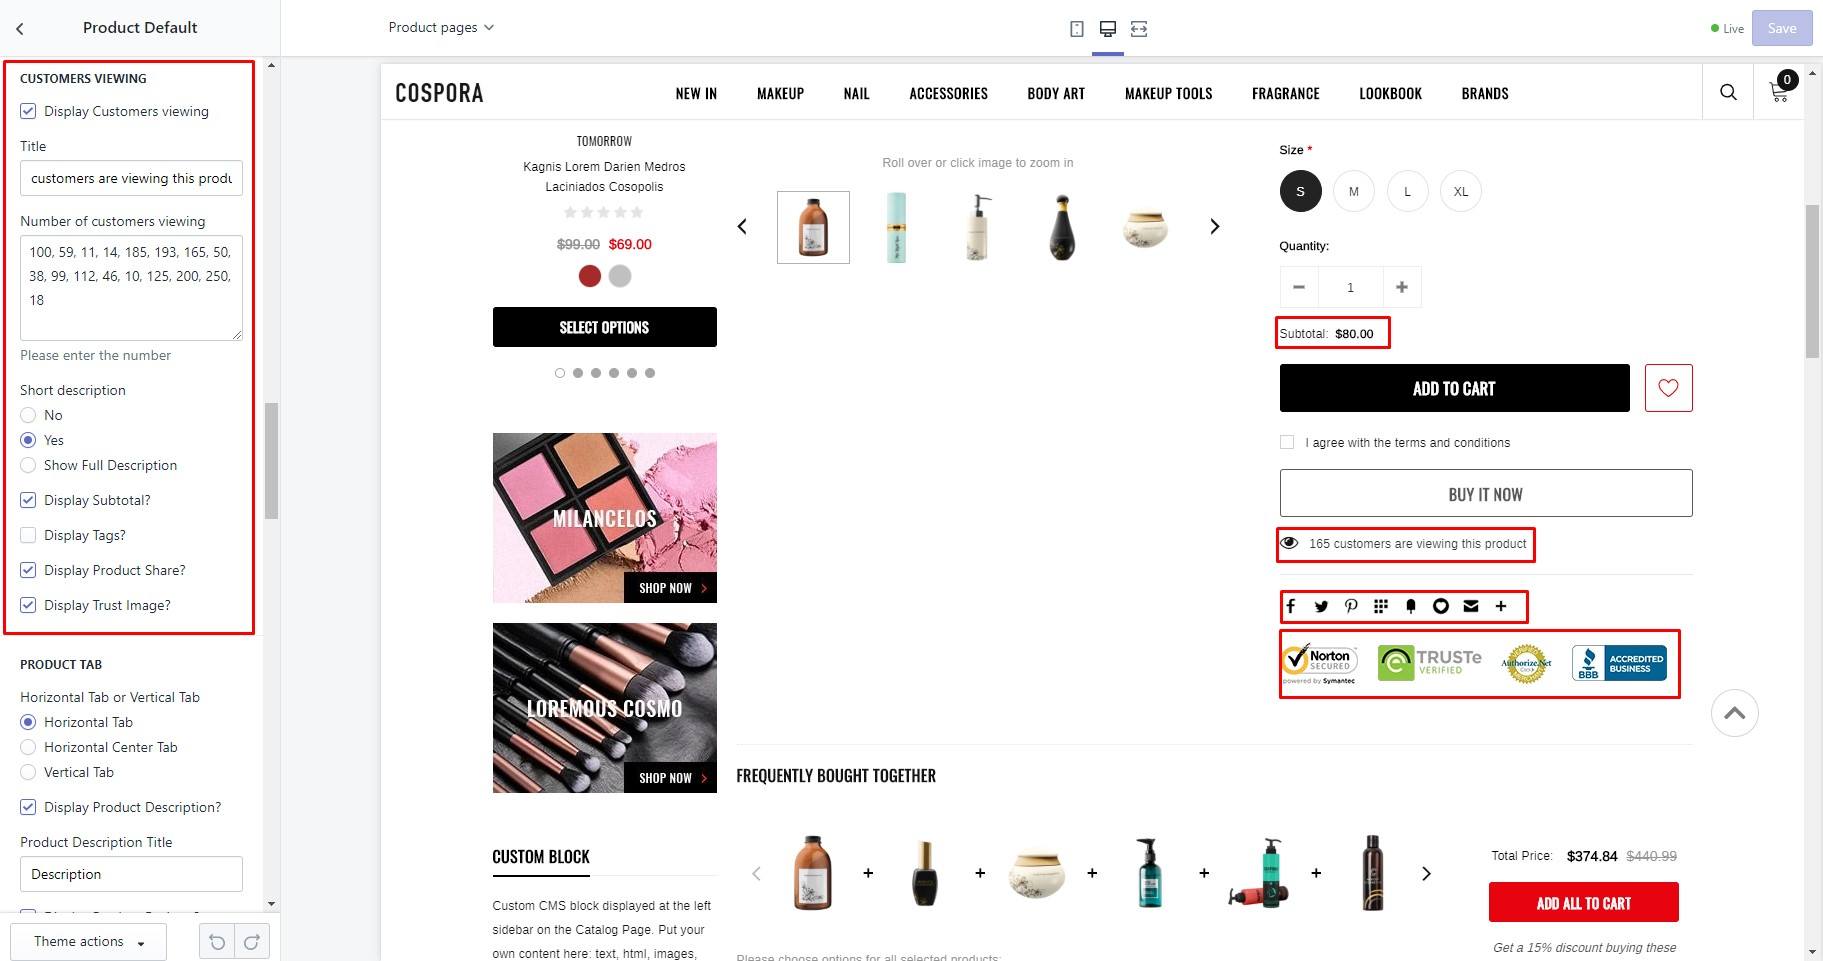 Product Default
Product pages
Live
Save
CUSTOMERS VIEWING
Display Customers viewing
Title
customers are viewing this produ
Number of customers viewing
100, 59, 11, 14, 185, 193, 165, 50,
38, 99, 112, 46, 10, 125, 200, 250,
18
Please enter the number
Short description
No
Yes
Show Full Description
Display Subtotal?
Display Tags?
Display Product Share?
Display Trust Image?
PRODUCT TAB
Horizontal Tab or Vertical Tab
Horizontal Tab
Horizontal Center Tab
Vertical Tab
Display Product Description?
Product Description Title
Description
Theme actions
COSPORA
NEW IN MAKEUP NAIL ACCESSORIES BODY ART MAKEUP TOOLS FRAGRANCE LOOKBOOK BRANDS
0
TOMORROW
Kagnis Lorem Darien Medros
Laciniados Cosopolis
$99.00 $69.00
SELECT OPTIONS
MILANCELOS
SHOP NOW
LOREMOUS COSMO
SHOP NOW
CUSTOM BLOCK
Custom CMS block displayed at the left
sidebar on the Catalog Page. Put your
own content here: text, html, images,
Roll over or click image to zoom in
Size *
S M L XL
Quantity:
1
Subtotal: $80.00
ADD TO CART
I agree with the terms and conditions
BUY IT NOW
165 customers are viewing this product
Norton
SECURED
powered by Symantec
TRUSTe
VERIFIED
Authorize.Net
BBB
ACCREDITED
BUSINESS
FREQUENTLY BOUGHT TOGETHER
Total Price: $374.84 $440.99
ADD ALL TO CART
Get a 15% discount buying these
Please choose options for all selected products: